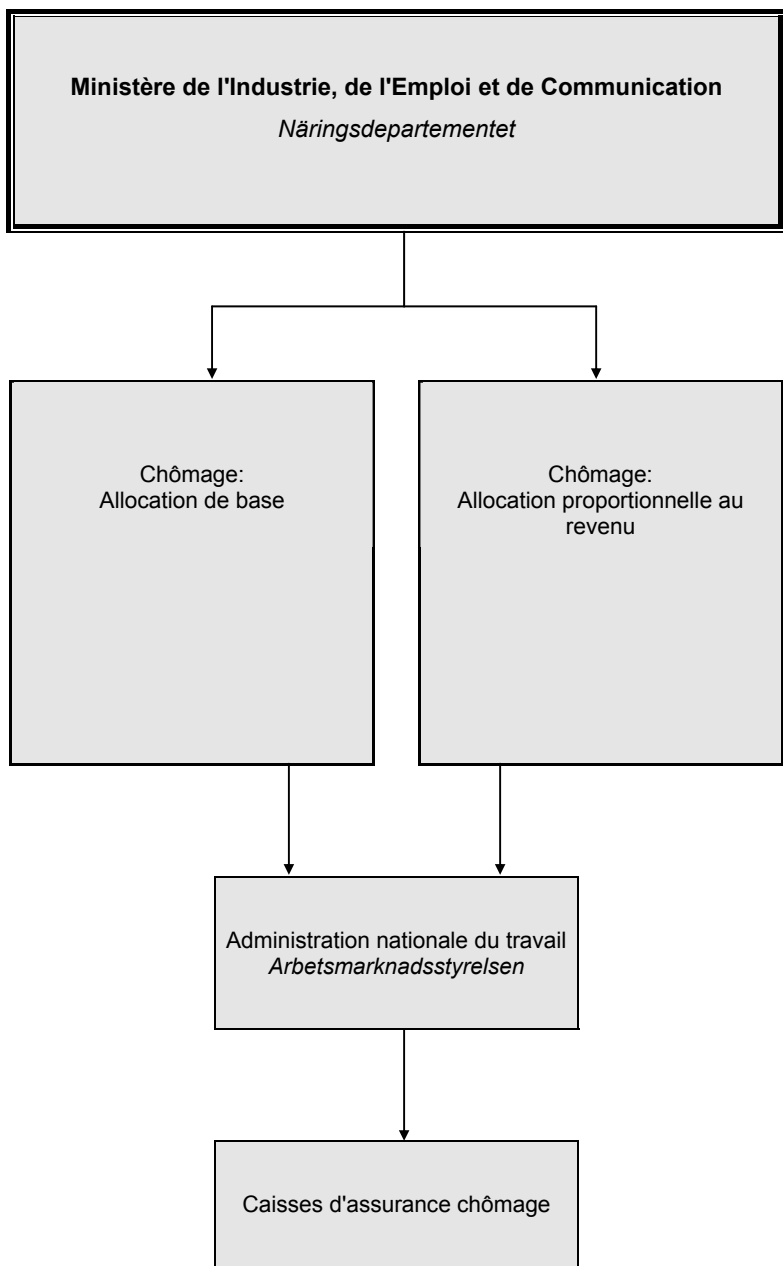 Ministère de l'Industrie, de l'Emploi et de Communication
Näringsdepartementet
Chômage:
Allocation de base
Chômage:
Allocation proportionnelle au
revenu
Administration nationale du travail
Arbetsmarknadsstyrelsen
Caisses d'assurance chômage